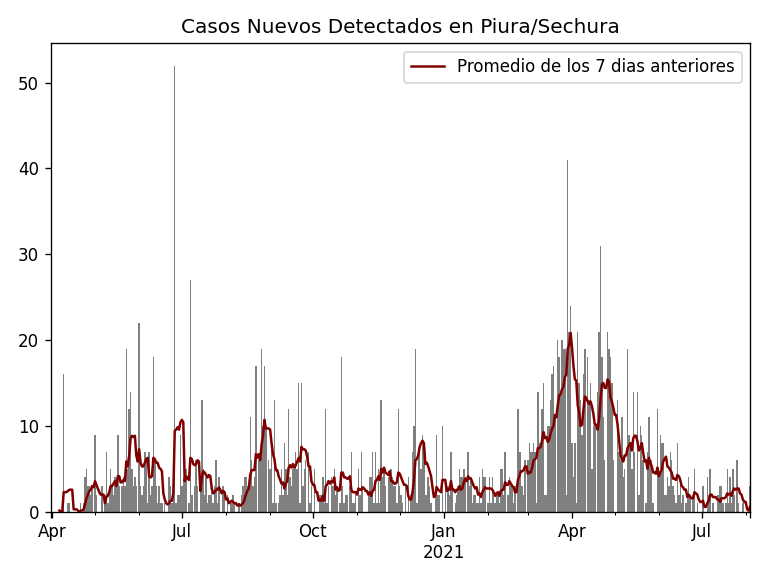 Casos Nuevos Detectados en Piura/Sechura
Promedio de los 7 dias anteriores
50
40
30
20
10
0
Apr
Jul
Oct
Jan
2021
Apr
Jul